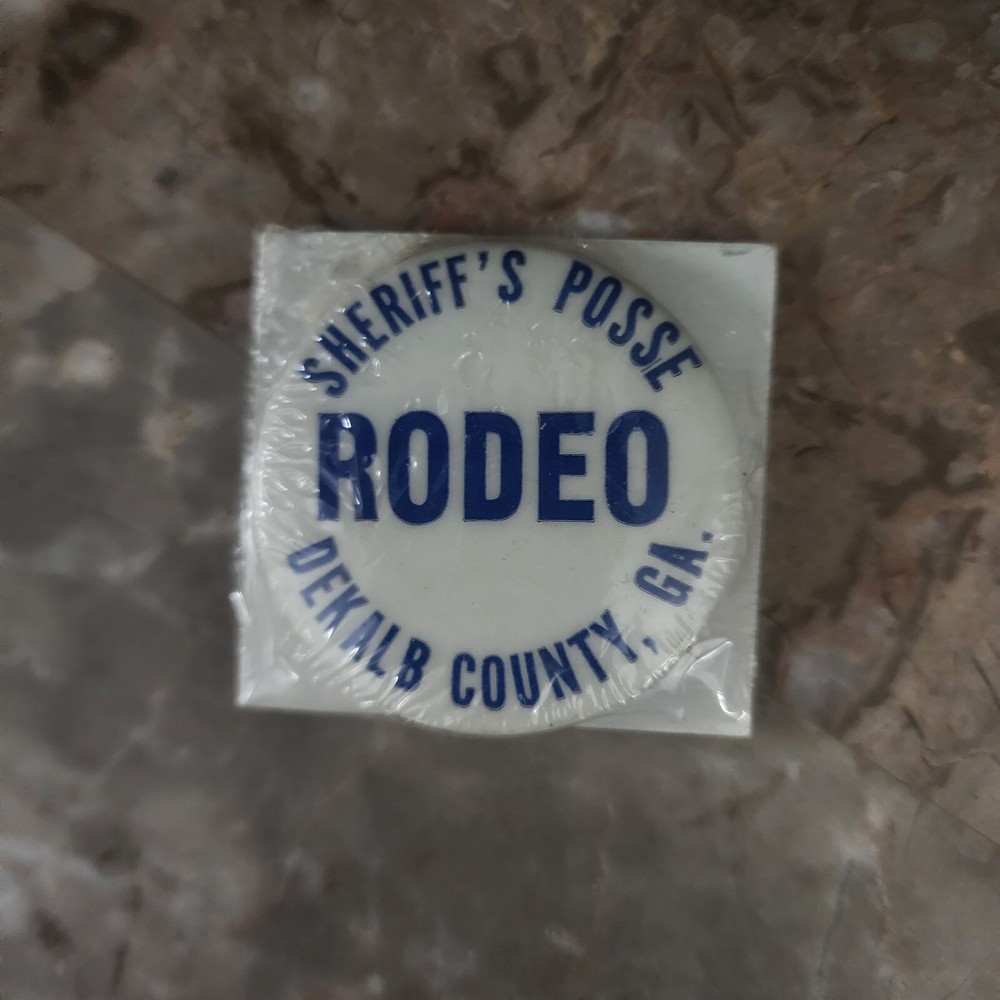 SHERIFF'S POSSE
RODEO
DEKALB COUNTY, GA.